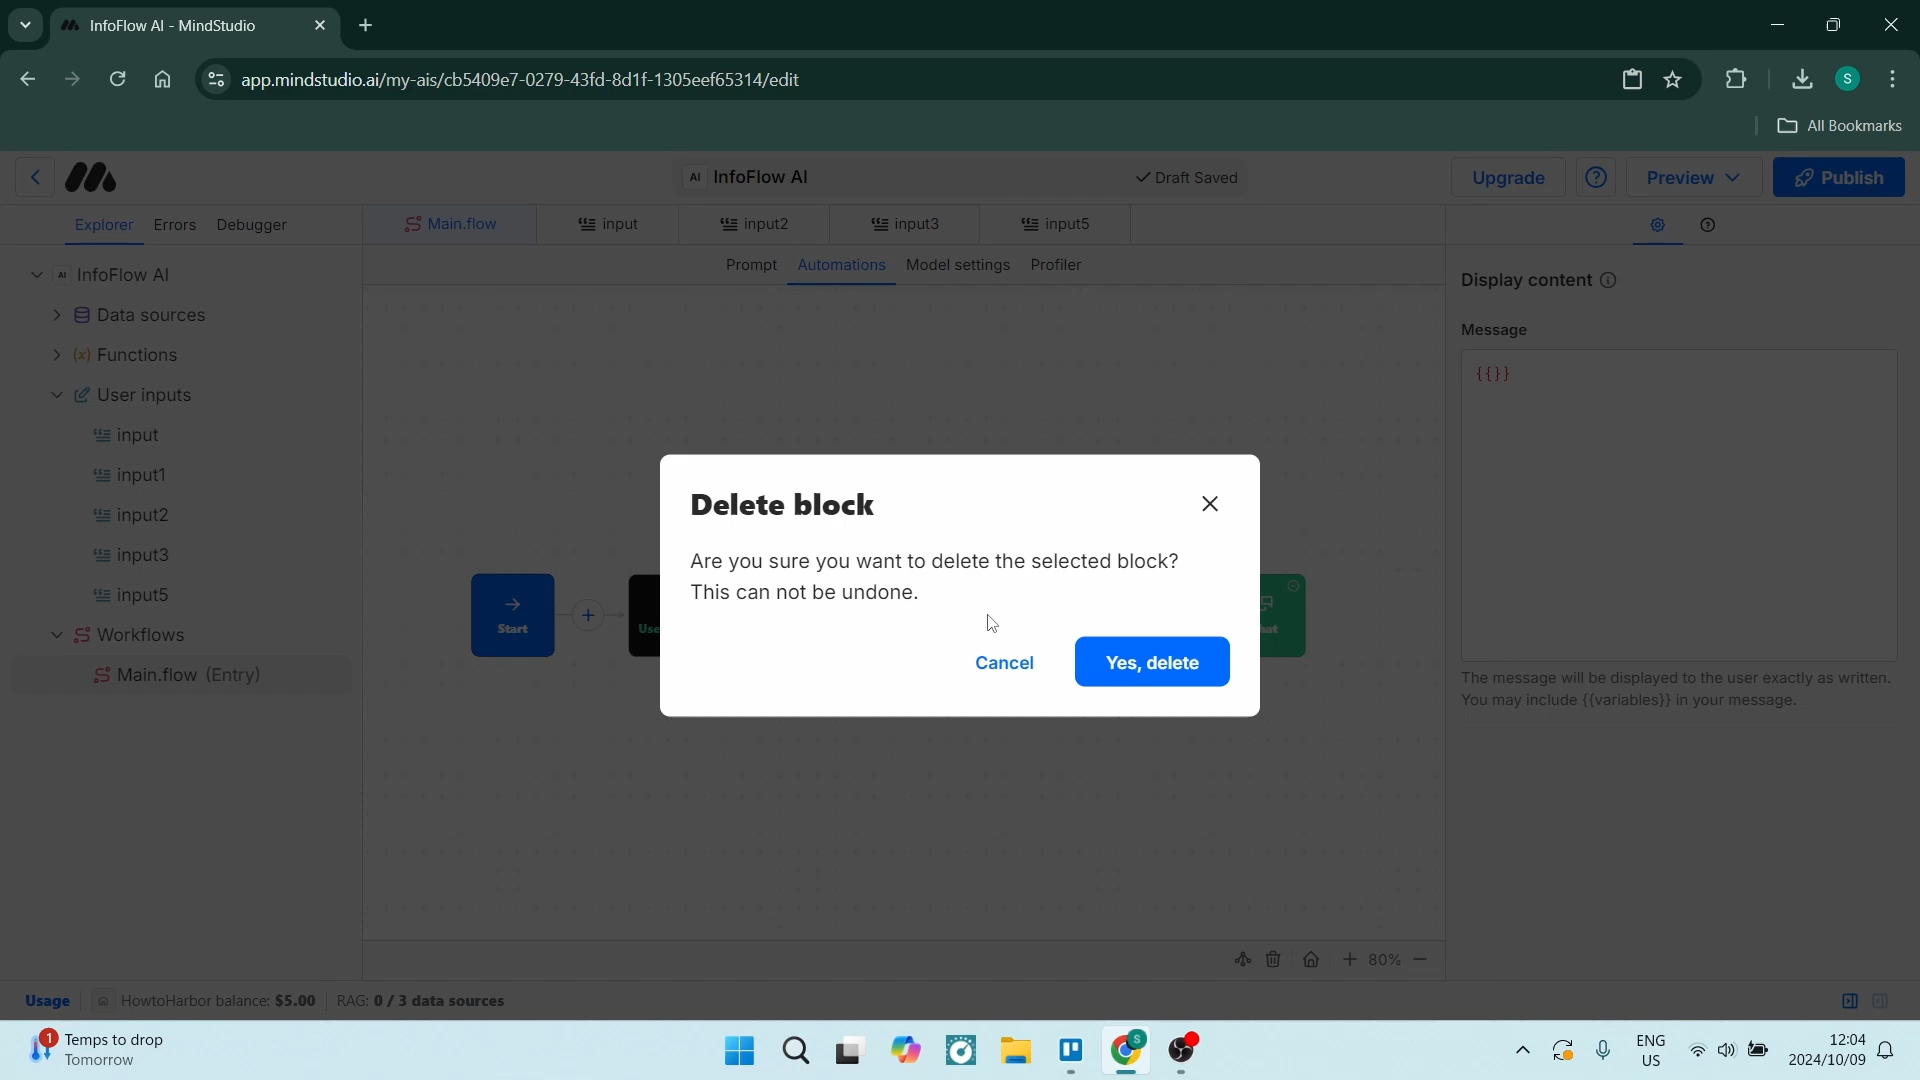 InfoFlow AI - MindStudio
app.mindstudio.ai/my-ais/cb5409e7-0279-43fd-8d1f-1305eef65314/edit
S
All Bookmarks
AI InfoFlow AI
Draft Saved
Upgrade
Preview
Publish
Explorer Errors Debugger
Main.flow
input
input2
input3
input5
Prompt Automations Model settings Profiler
AI InfoFlow AI
Data sources
(x) Functions
User inputs
input
input1
input2
input3
input5
Workflows
Main.flow (Entry)
Display content
Message
{{}}
The message will be displayed to the user exactly as written.
You may include {{variables}} in your message.
Start
Use
hat
Delete block
Are you sure you want to delete the selected block?
This can not be undone.
Cancel
Yes, delete
80%
Usage
HowtoHarbor balance: $5.00
RAG: 0 / 3 data sources
1
Temps to drop
Tomorrow
S
ENG
US
12:04
2024/10/09